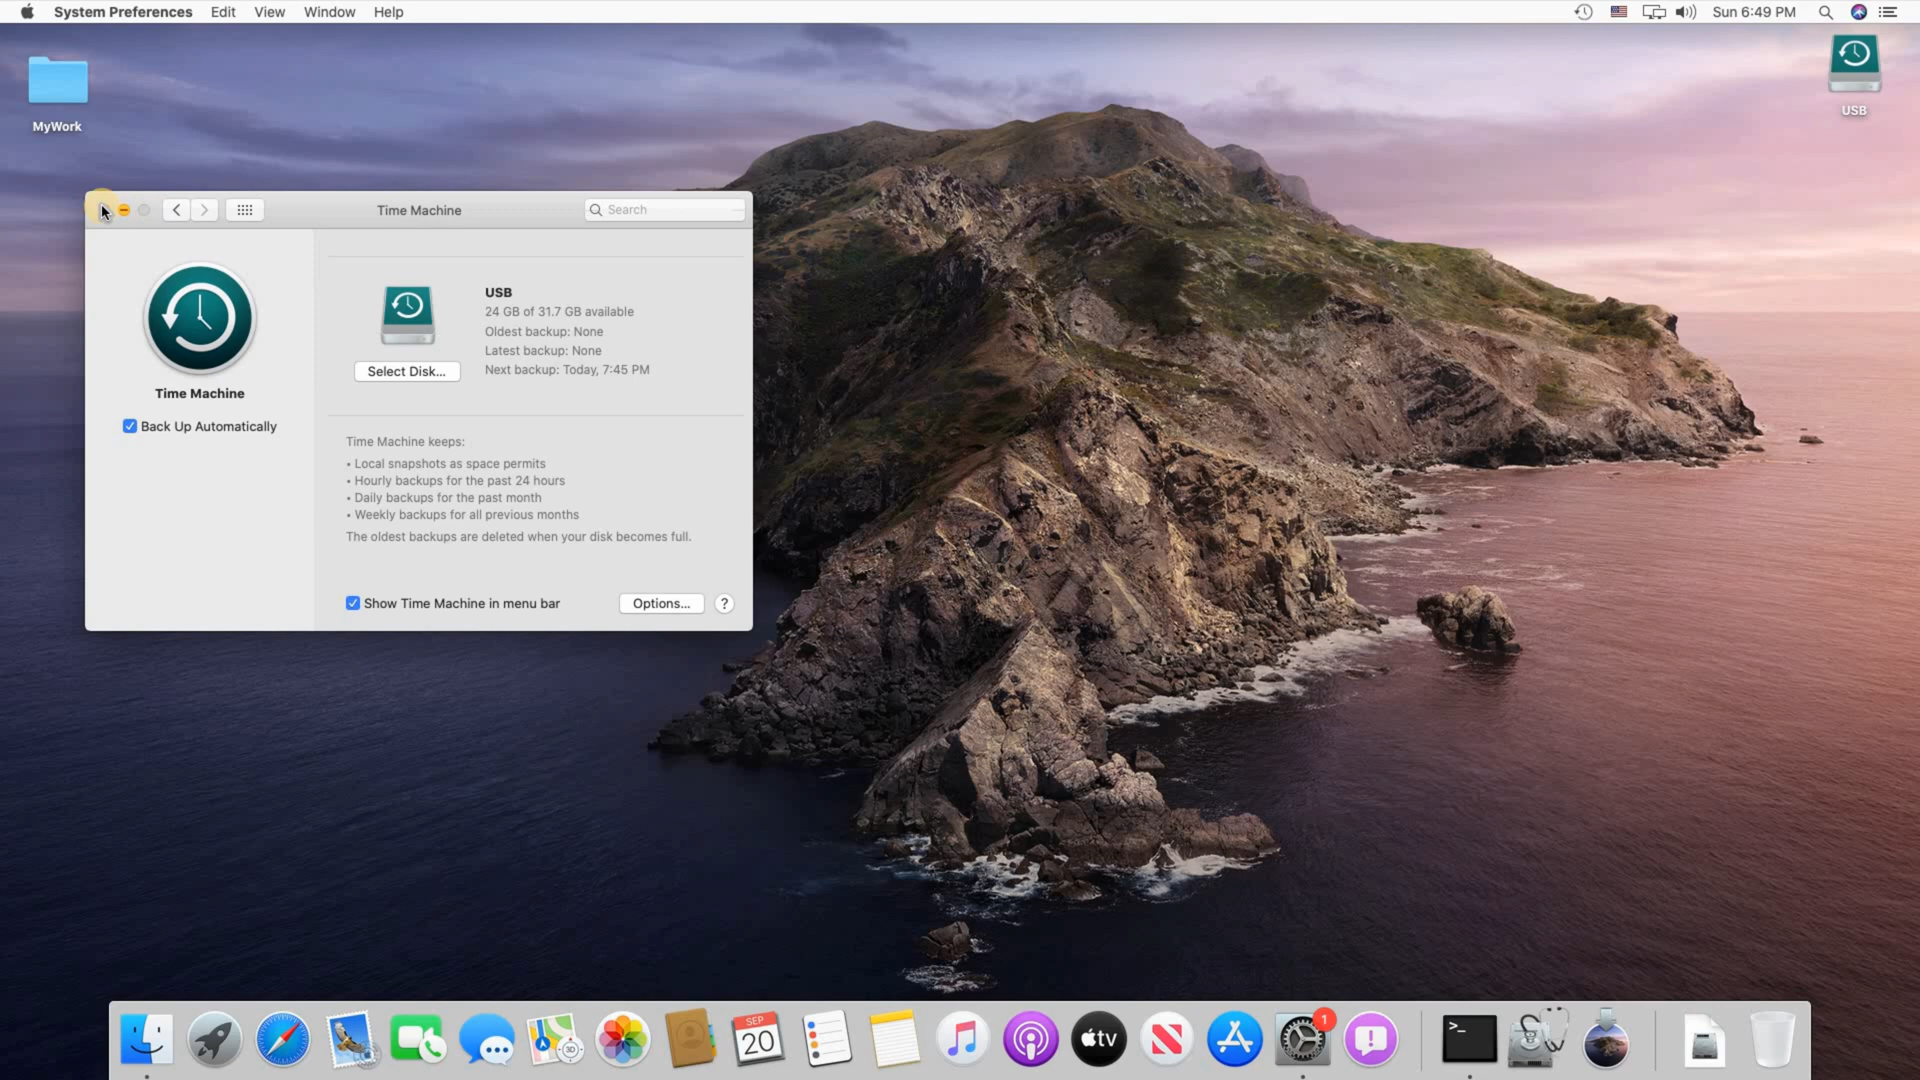 System Preferences Edit View Window Help
Sun 6:49 PM
MyWork
USB
Time Machine
Search
Time Machine
Back Up Automatically
USB
24 GB of 31.7 GB available
Oldest backup: None
Latest backup: None
Next backup: Today, 7:45 PM
Select Disk...
Time Machine keeps:
• Local snapshots as space permits
• Hourly backups for the past 24 hours
• Daily backups for the past month
• Weekly backups for all previous months
The oldest backups are deleted when your disk becomes full.
Show Time Machine in menu bar
Options...
?
SEP
20
3D
tv
1
>_